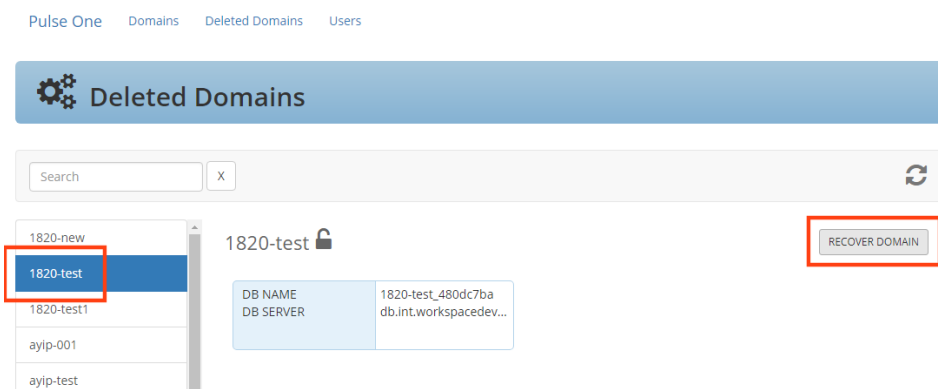 Pulse One Domains Deleted Domains Users
Deleted Domains
Search X
1820-new
1820-test
1820-test1
ayip-001
ayip-test
1820-test
RECOVER DOMAIN
DB NAME 1820-test_480dc7ba
DB SERVER db.int.workspacedev...